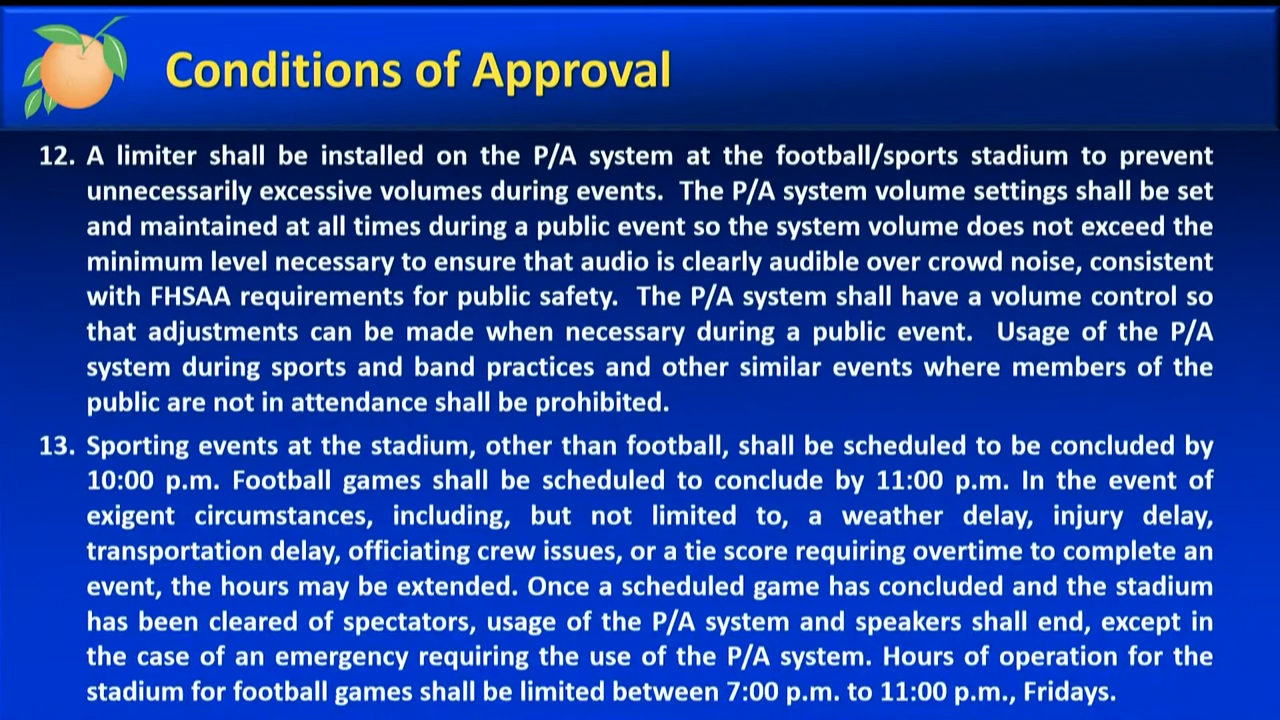 Conditions of Approval
12. A limiter shall be installed on the P/A system at the football/sports stadium to prevent
unnecessarily excessive volumes during events. The P/A system volume settings shall be set
and maintained at all times during a public event so the system volume does not exceed the
minimum level necessary to ensure that audio is clearly audible over crowd noise, consistent
with FHSAA requirements for public safety. The P/A system shall have a volume control so
that adjustments can be made when necessary during a public event. Usage of the P/A
system during sports and band practices and other similar events where members of the
public are not in attendance shall be prohibited.
13. Sporting events at the stadium, other than football, shall be scheduled to be concluded by
10:00 p.m. Football games shall be scheduled to conclude by 11:00 p.m. In the event of
exigent circumstances, including, but not limited to, a weather delay, injury delay,
transportation delay, officiating crew issues, or a tie score requiring overtime to complete an
event, the hours may be extended. Once a scheduled game has concluded and the stadium
has been cleared of spectators, usage of the P/A system and speakers shall end, except in
the case of an emergency requiring the use of the P/A system. Hours of operation for the
stadium for football games shall be limited between 7:00 p.m. to 11:00 p.m., Fridays.